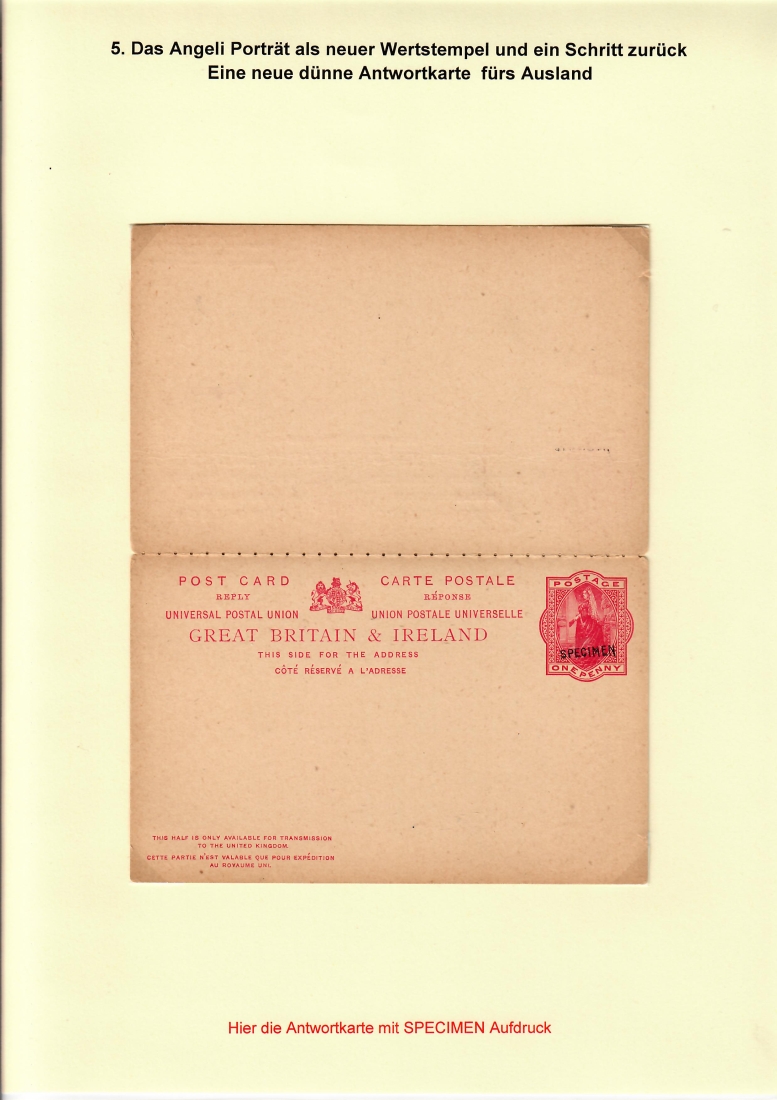 5. Das Angeli Porträt als neuer Wertstempel und ein Schritt zurück
Eine neue dünne Antwortkarte fürs Ausland
POST CARD CARTE POSTALE
REPLY RÉPONSE
UNIVERSAL POSTAL UNION UNION POSTALE UNIVERSELLE
GREAT BRITAIN & IRELAND
THIS SIDE FOR THE ADDRESS
CÔTÉ RÉSERVÉ A L'ADRESSE
POSTAGE
SPECIMEN
ONE PENNY
THIS HALF IS ONLY AVAILABLE FOR TRANSMISSION
TO THE UNITED KINGDOM.
CETTE PARTIE N'EST VALABLE QUE POUR EXPÉDITION
AU ROYAUME UNI.
Hier die Antwortkarte mit SPECIMEN Aufdruck